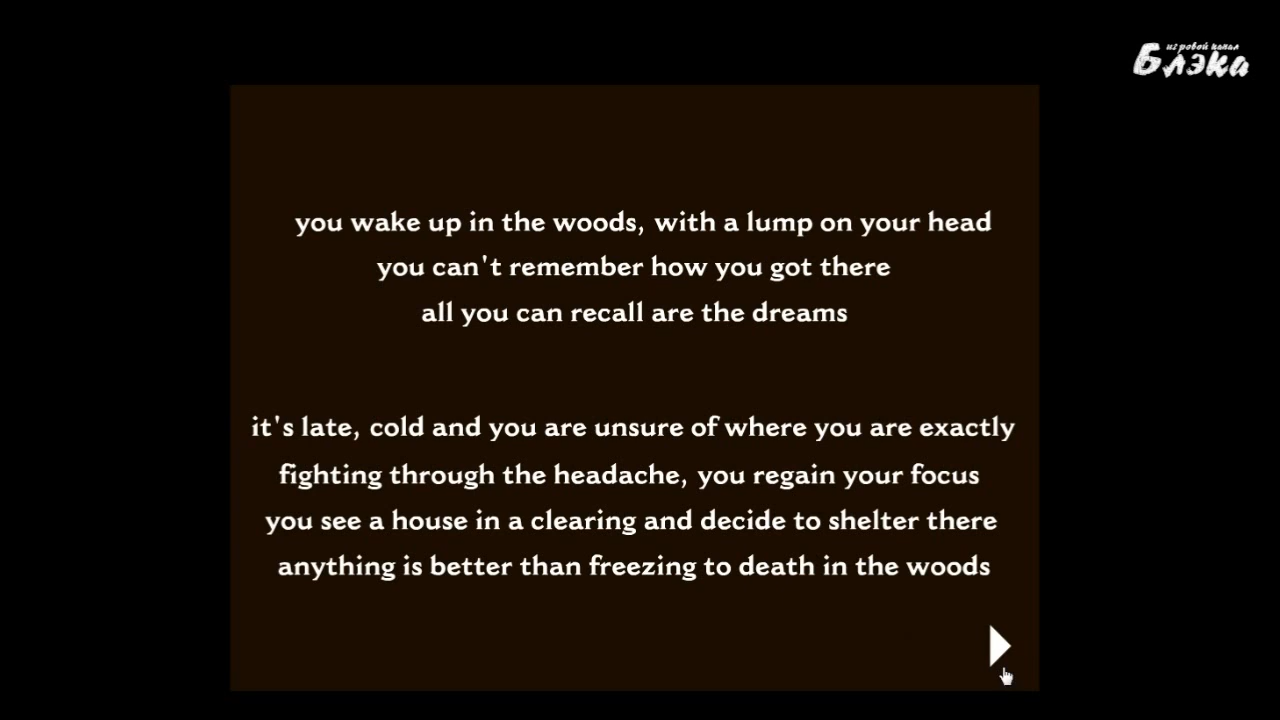 игровой канал
Блэка
you wake up in the woods, with a lump on your head
you can't remember how you got there
all you can recall are the dreams
it's late, cold and you are unsure of where you are exactly
fighting through the headache, you regain your focus
you see a house in a clearing and decide to shelter there
anything is better than freezing to death in the woods